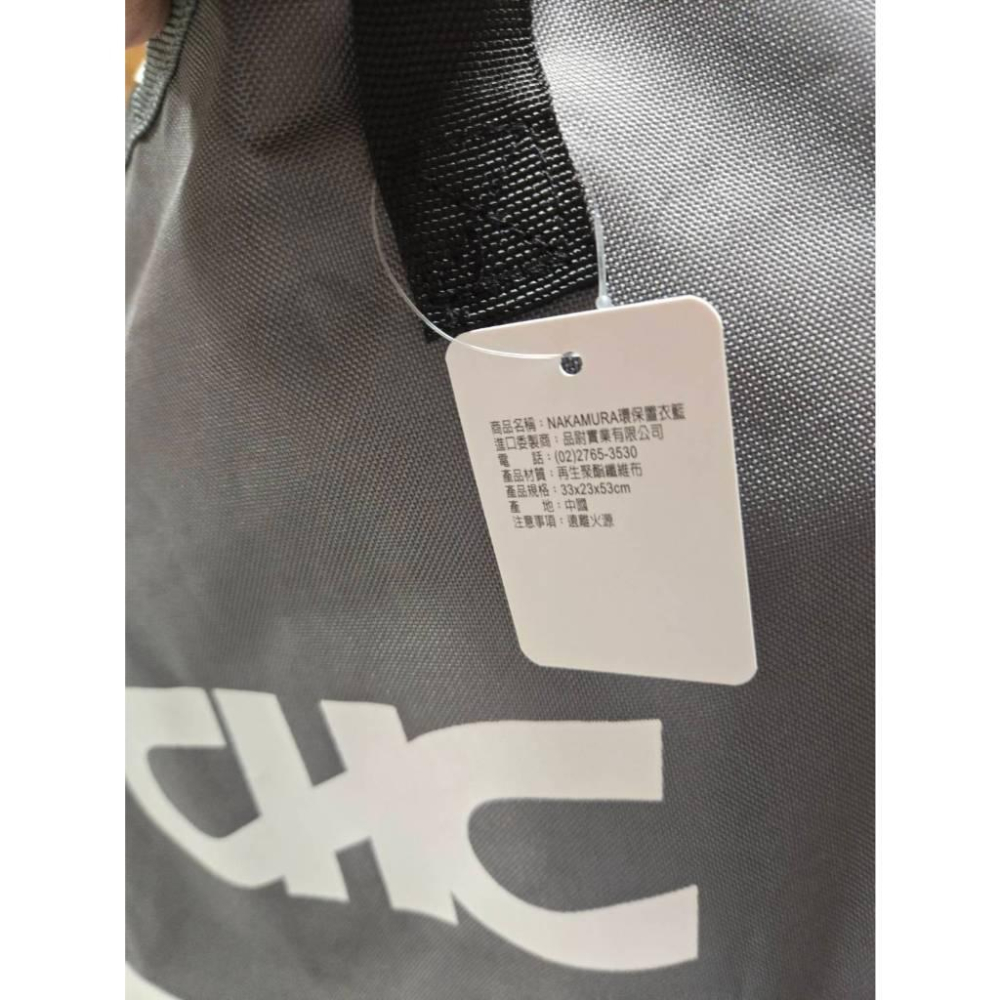 商品名稱：NAKAMURA環保置衣籃
進口委製商：品尉實業有限公司
電　　話：(02)2765-3530
產品材質：再生聚酯纖維布
產品規格：33x23x53cm
產　　地：中國
注意事項：遠離火源